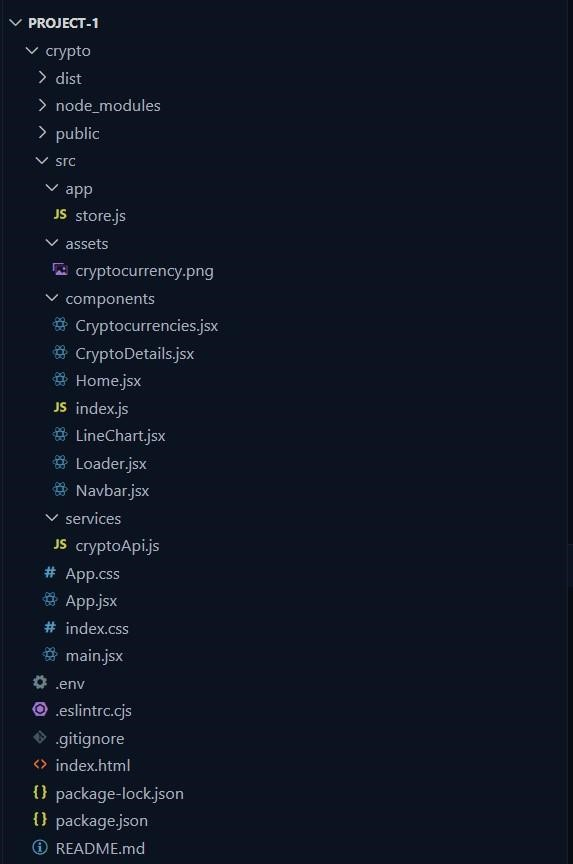 PROJECT-1
crypto
dist
node_modules
public
src
app
JS store.js
assets
cryptocurrency.png
components
Cryptocurrencies.jsx
CryptoDetails.jsx
Home.jsx
JS index.js
LineChart.jsx
Loader.jsx
Navbar.jsx
services
JS cryptoApi.js
# App.css
App.jsx
# index.css
main.jsx
.env
.eslintrc.cjs
.gitignore
<> index.html
{} package-lock.json
{} package.json
README.md